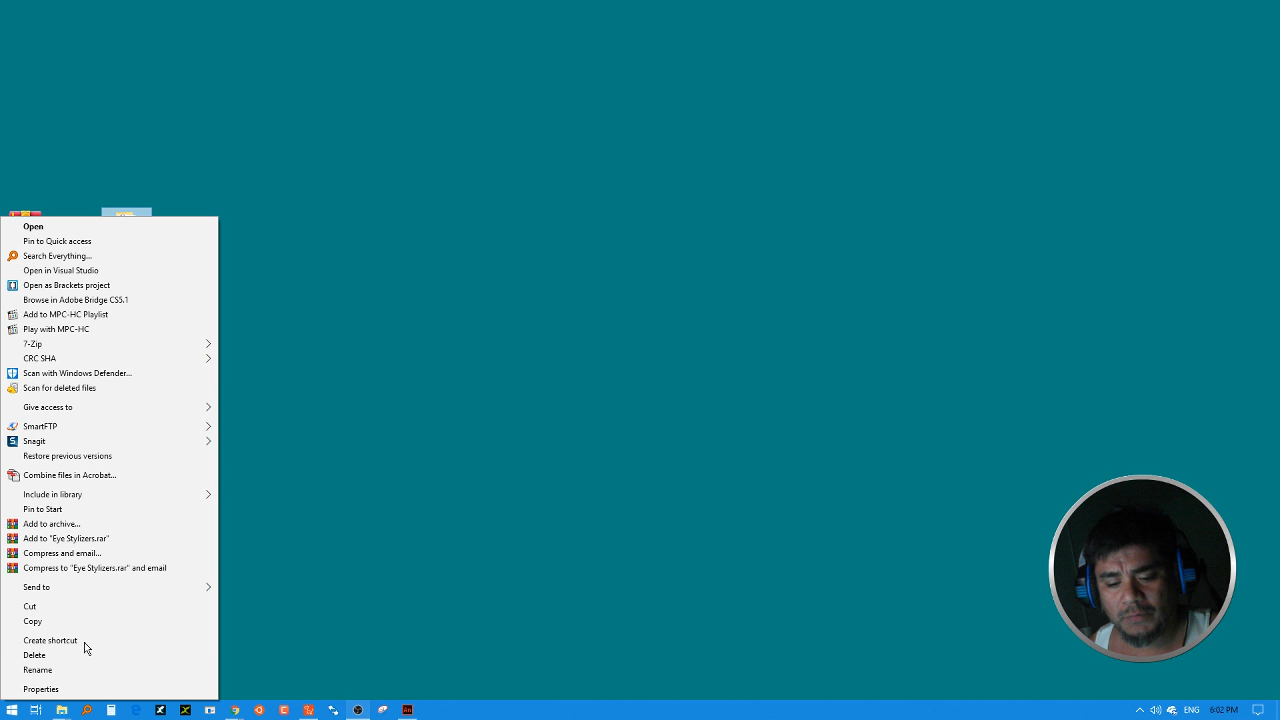 Open
Pin to Quick access
Search Everything...
Open in Visual Studio
Open as Brackets project
Browse in Adobe Bridge CS5.1
Add to MPC-HC Playlist
Play with MPC-HC
7-Zip
CRC SHA
Scan with Windows Defender...
Scan for deleted files
Give access to
SmartFTP
Snagit
Restore previous versions
Combine files in Acrobat...
Include in library
Pin to Start
Add to archive...
Add to "Eye Stylizers.rar"
Compress and email...
Compress to "Eye Stylizers.rar" and email
Send to
Cut
Copy
Create shortcut
Delete
Rename
Properties
An ENG 6:02 PM